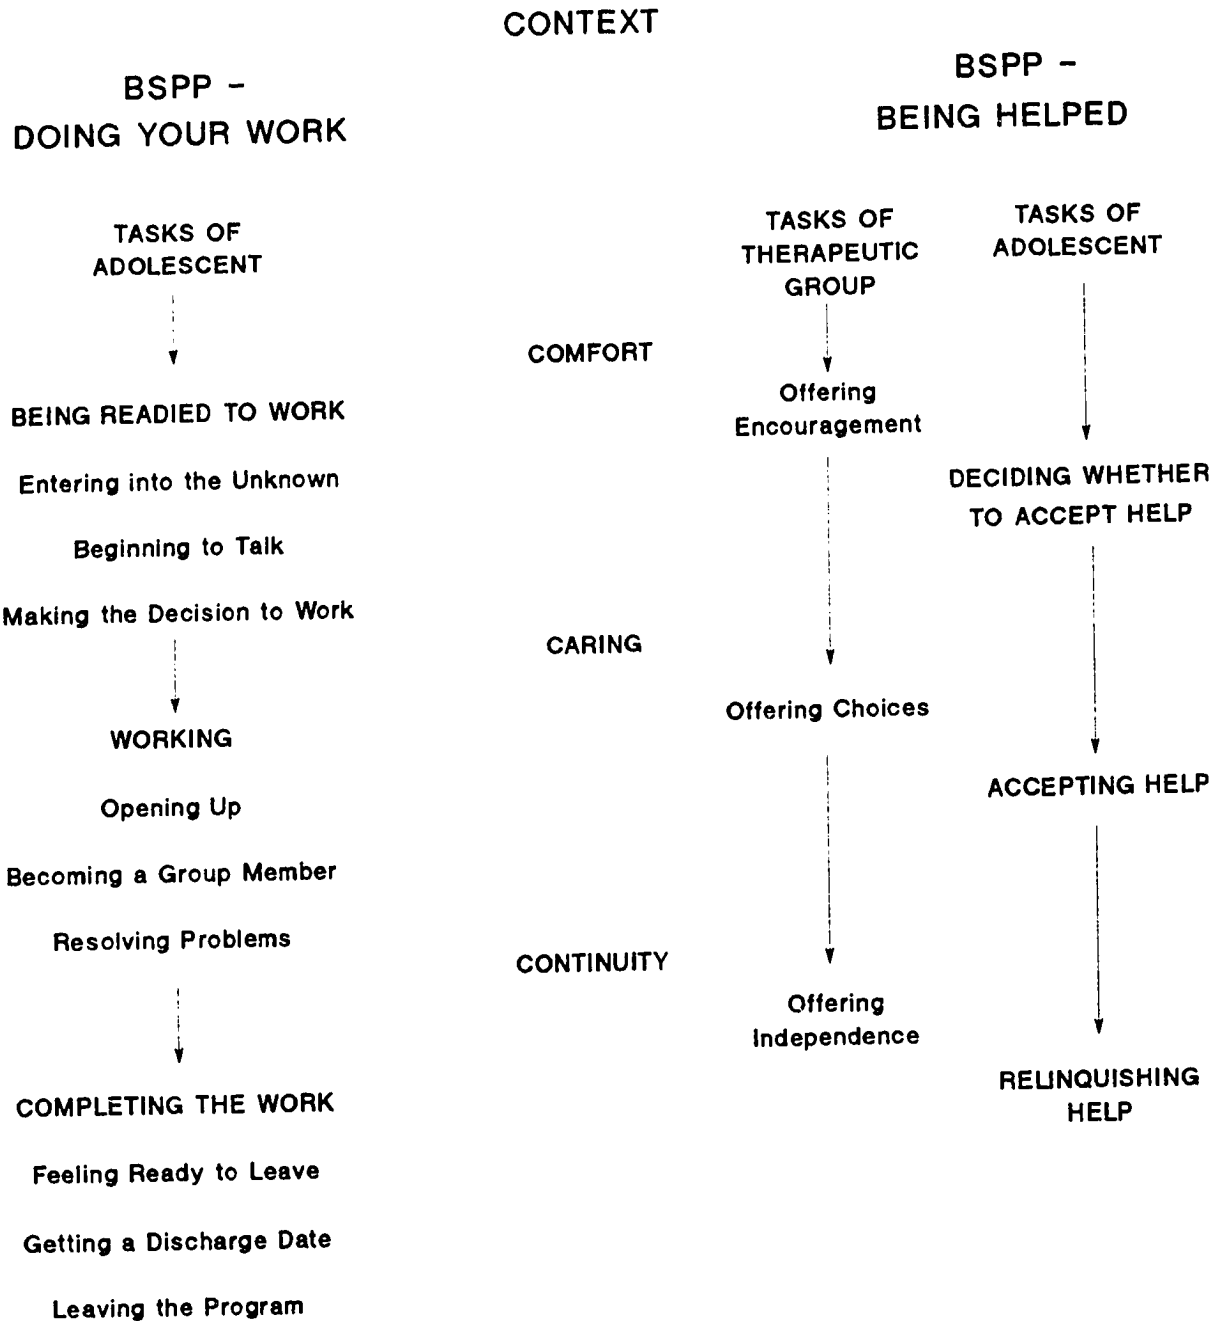 CONTEXT
BSPP -
DOING YOUR WORK
TASKS OF
ADOLESCENT
BEING READIED TO WORK
Entering into the Unknown
Beginning to Talk
Making the Decision to Work
WORKING
Opening Up
Becoming a Group Member
Resolving Problems
COMPLETING THE WORK
Feeling Ready to Leave
Getting a Discharge Date
Leaving the Program
COMFORT
CARING
CONTINUITY
BSPP -
BEING HELPED
TASKS OF
THERAPEUTIC
GROUP
Offering
Encouragement
Offering Choices
Offering
Independence
TASKS OF
ADOLESCENT
DECIDING WHETHER
TO ACCEPT HELP
ACCEPTING HELP
RELINQUISHING
HELP